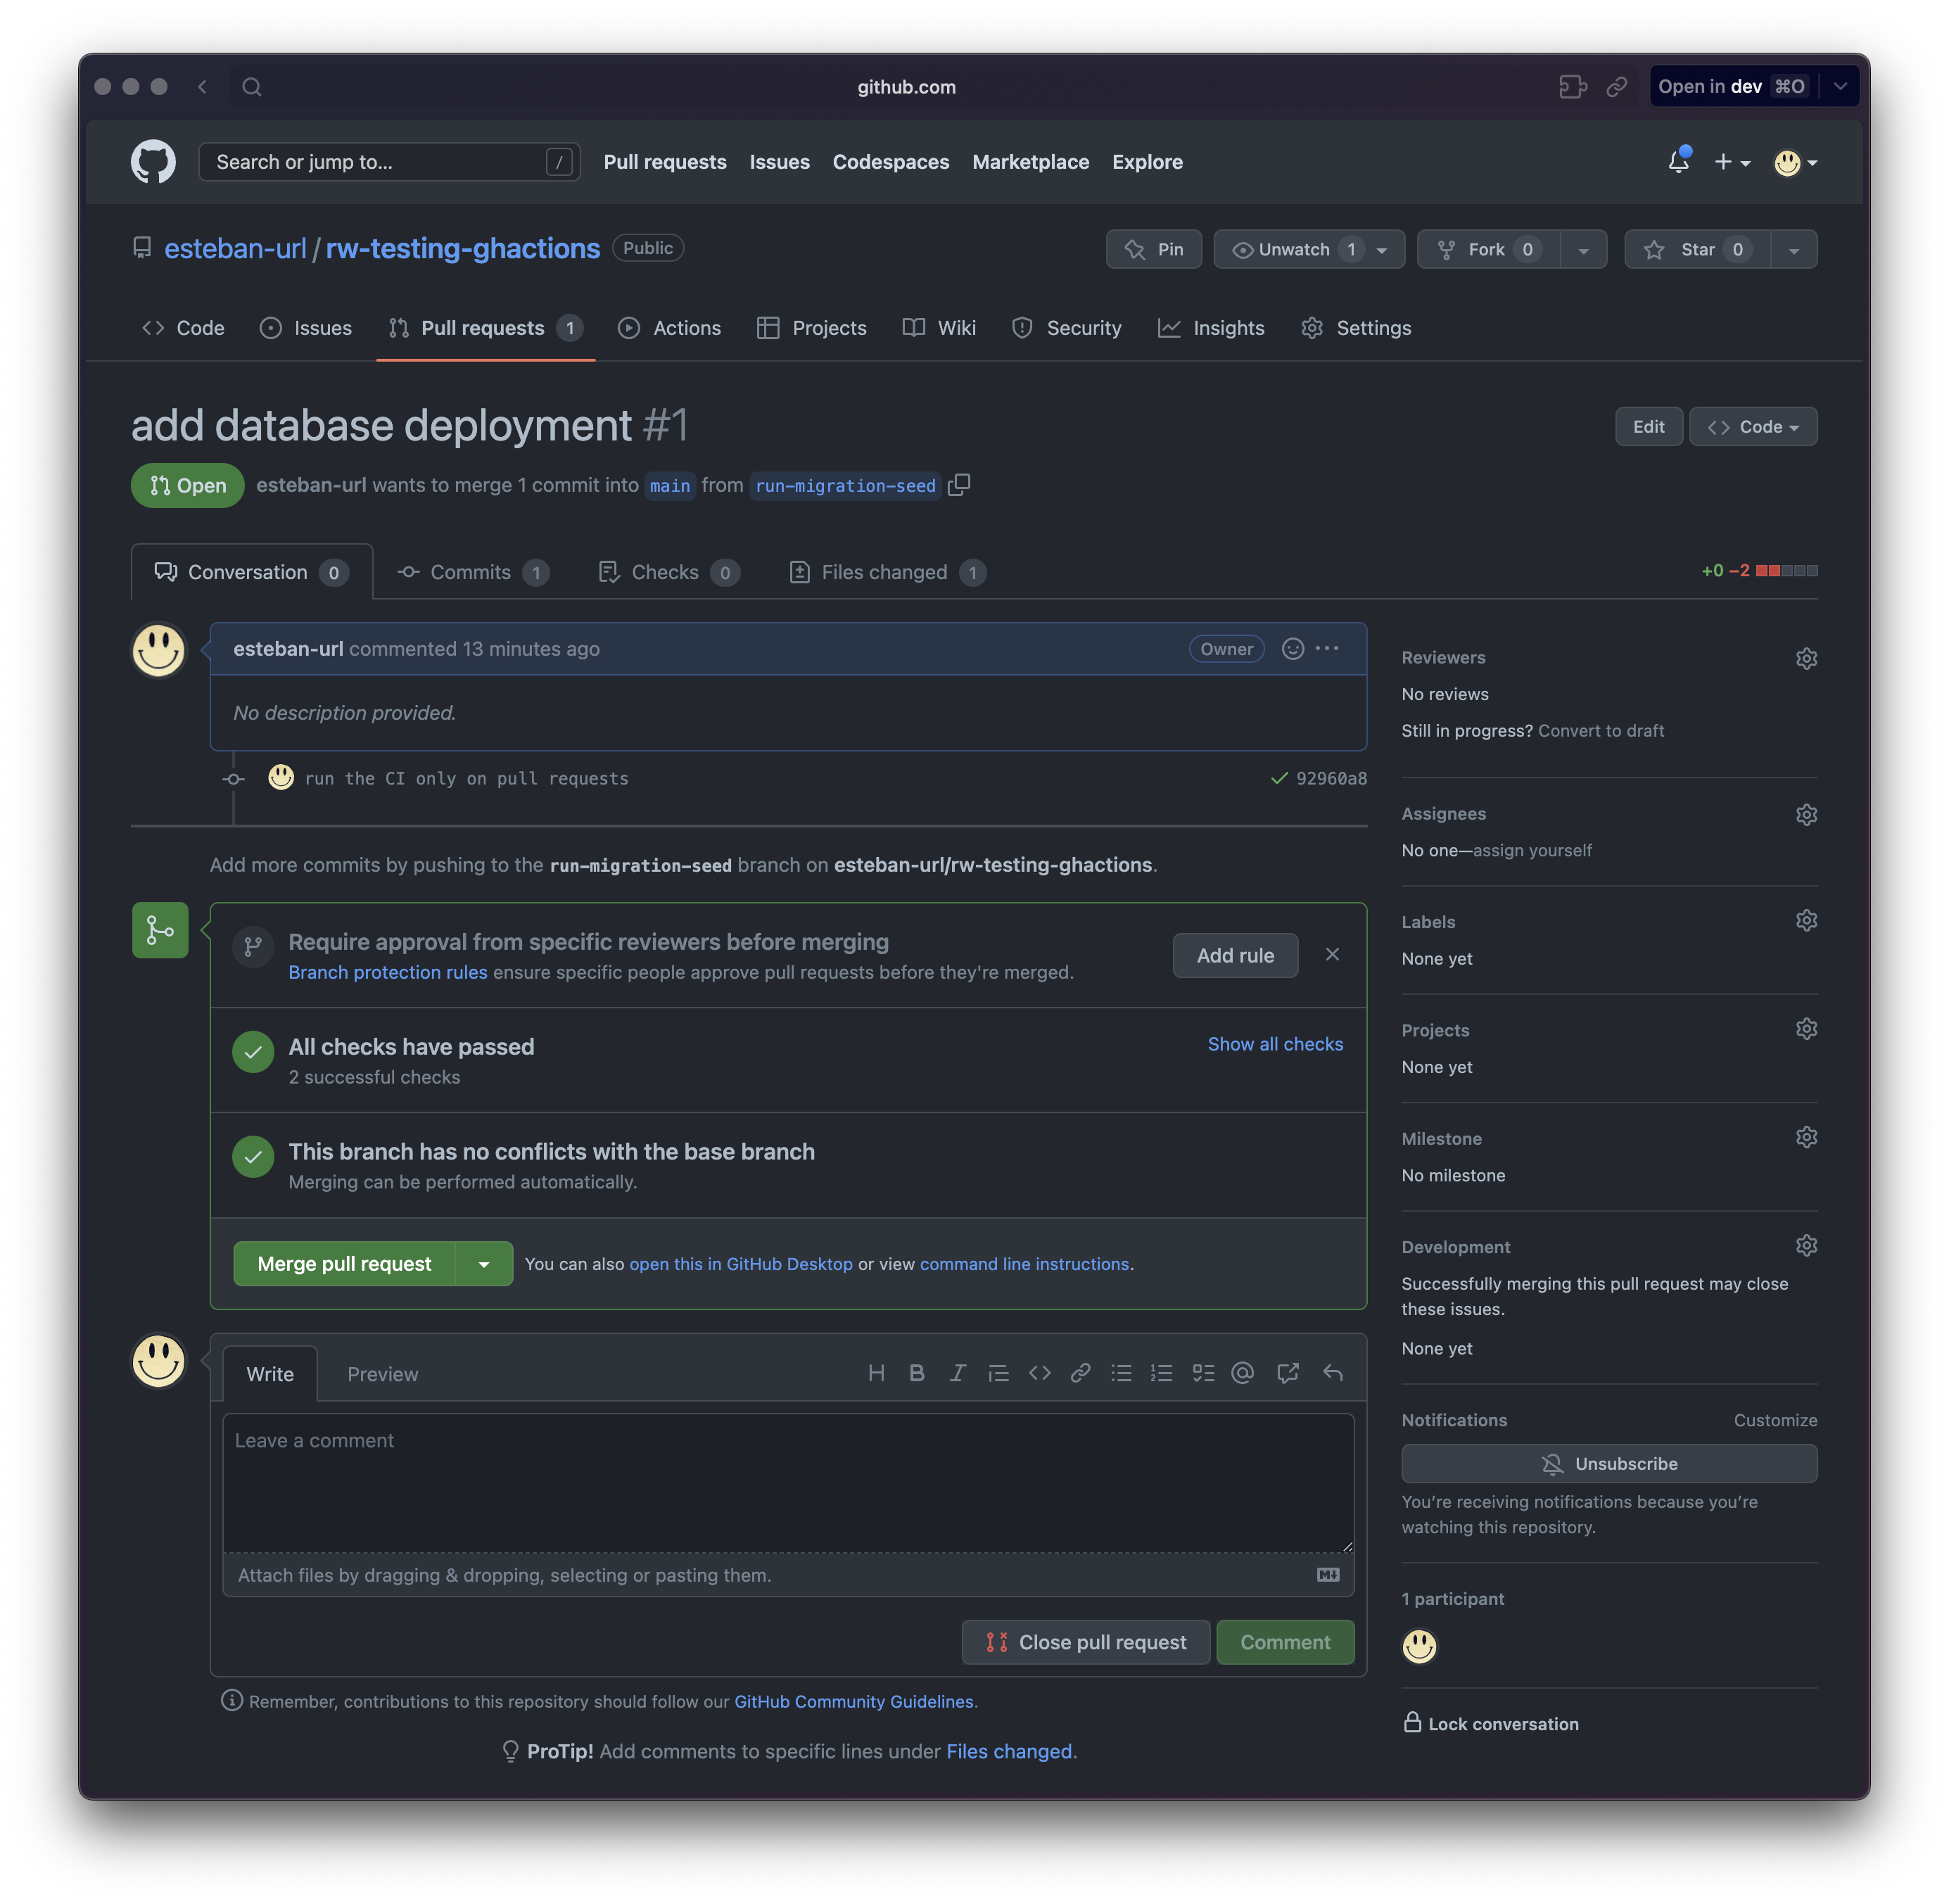 github.com
Open in dev ⌘O
Search or jump to... /
Pull requests Issues Codespaces Marketplace Explore
esteban-url / rw-testing-ghactions Public
Pin Unwatch 1 Fork 0 Star 0
Code Issues Pull requests 1 Actions Projects Wiki Security Insights Settings
add database deployment #1
Edit Code
Open esteban-url wants to merge 1 commit into main from run-migration-seed
Conversation 0 Commits 1 Checks 0 Files changed 1
+0 −2
esteban-url commented 13 minutes ago
Owner
No description provided.
run the CI only on pull requests
92960a8
Add more commits by pushing to the run-migration-seed branch on esteban-url/rw-testing-ghactions.
Require approval from specific reviewers before merging
Branch protection rules ensure specific people approve pull requests before they're merged.
Add rule
All checks have passed
2 successful checks
Show all checks
This branch has no conflicts with the base branch
Merging can be performed automatically.
Merge pull request
You can also open this in GitHub Desktop or view command line instructions.
Write Preview
Leave a comment
Attach files by dragging & dropping, selecting or pasting them.
Close pull request Comment
Remember, contributions to this repository should follow our GitHub Community Guidelines.
ProTip! Add comments to specific lines under Files changed.
Reviewers
No reviews
Still in progress? Convert to draft
Assignees
No one—assign yourself
Labels
None yet
Projects
None yet
Milestone
No milestone
Development
Successfully merging this pull request may close
these issues.
None yet
Notifications
Customize
Unsubscribe
You're receiving notifications because you're
watching this repository.
1 participant
Lock conversation